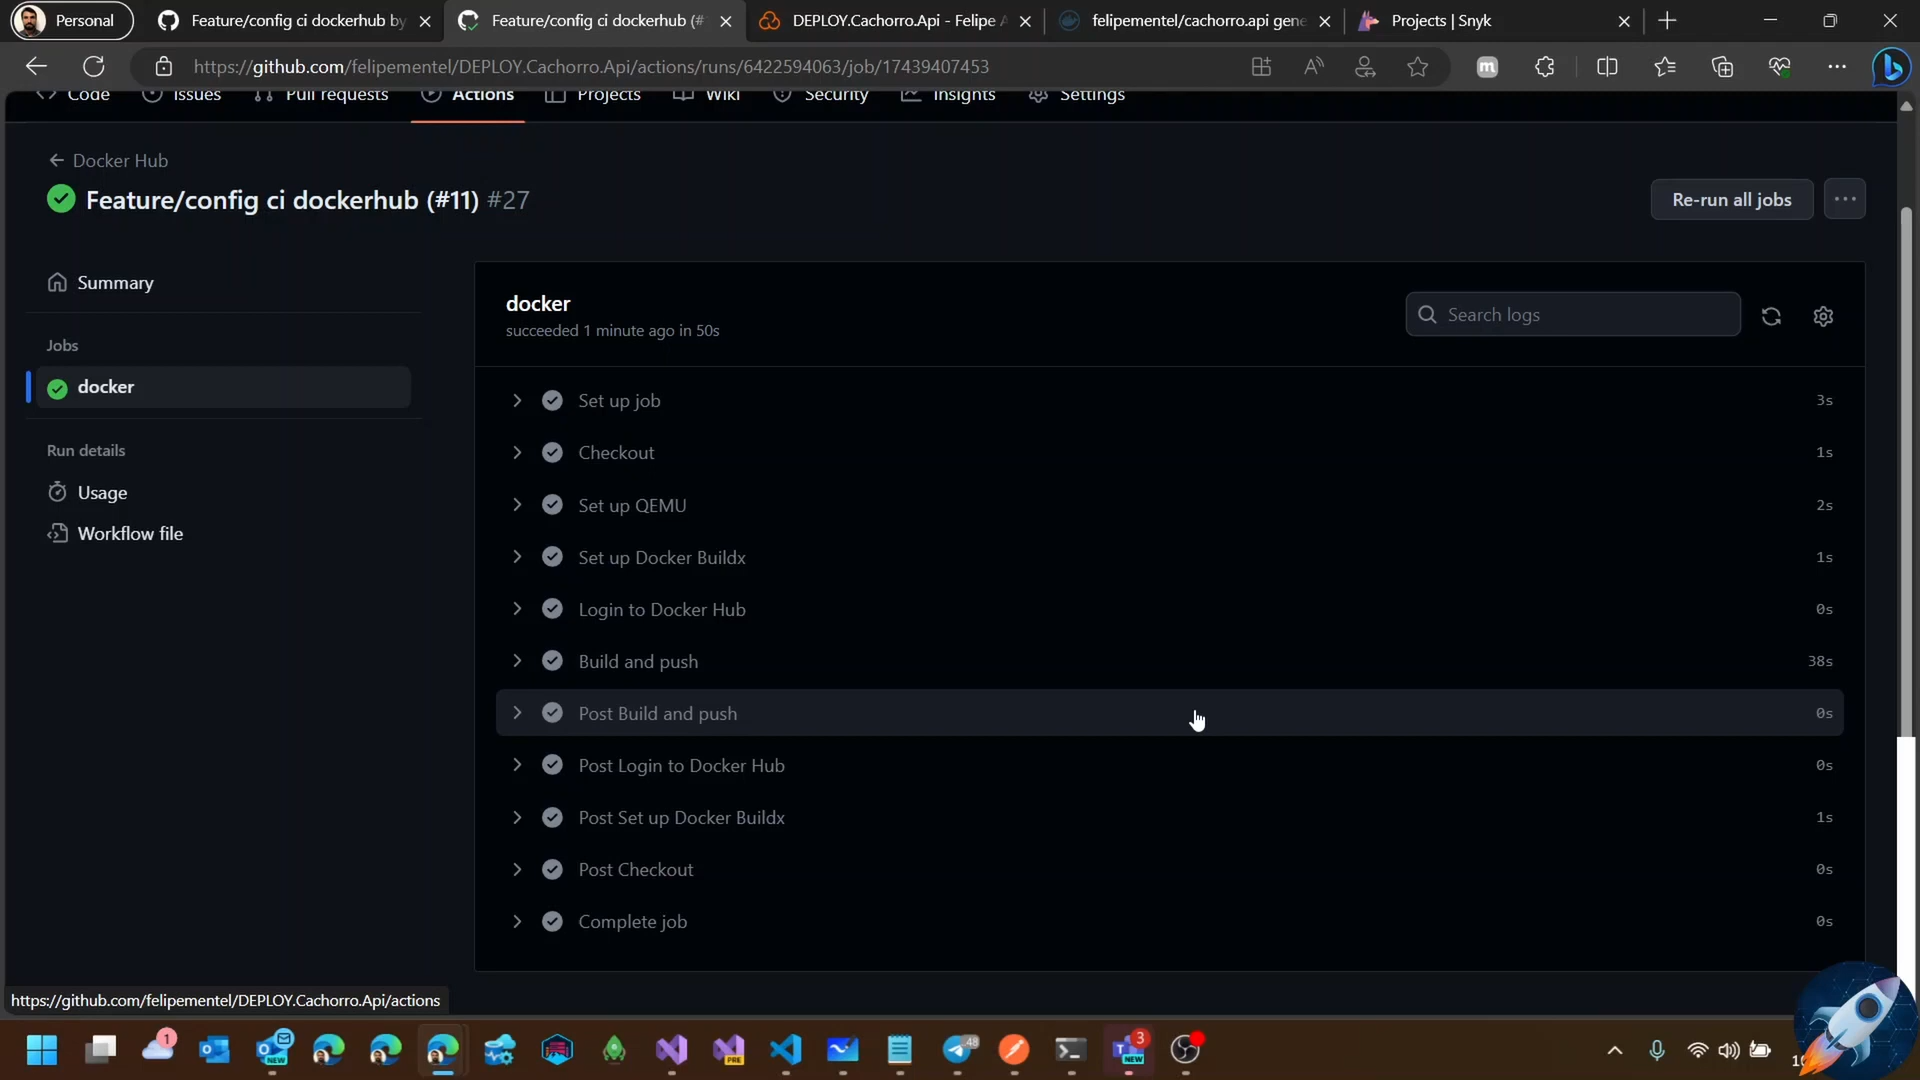 Personal
Feature/config ci dockerhub by
Feature/config ci dockerhub (#
DEPLOY.Cachorro.Api - Felipe A
felipementel/cachorro.api gene
Projects | Snyk
https://github.com/felipementel/DEPLOY.Cachorro.Api/actions/runs/6422594063/job/17439407453
Code
Issues
Pull requests
Actions
Projects
Wiki
Security
Insights
Settings
Docker Hub
Feature/config ci dockerhub (#11) #27
Re-run all jobs
Summary
Jobs
docker
Run details
Usage
Workflow file
docker
succeeded 1 minute ago in 50s
Search logs
Set up job 3s
Checkout 1s
Set up QEMU 2s
Set up Docker Buildx 1s
Login to Docker Hub 0s
Build and push 38s
Post Build and push 0s
Post Login to Docker Hub 0s
Post Set up Docker Buildx 1s
Post Checkout 0s
Complete job 0s
https://github.com/felipementel/DEPLOY.Cachorro.Api/actions
1
NEW
PRE
48
3
NEW